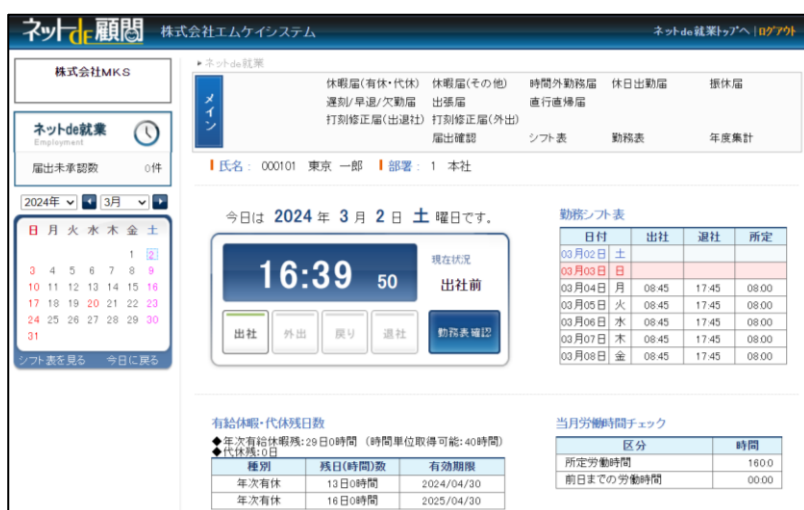 ネットde顧問 株式会社エムケイシステム ネットde就業トップへ | ログアウト
株式会社MKS
ネットde就業
Employment
届出未承認数 0件
2024年 3月
日 月 火 水 木 金 土
1 2
3 4 5 6 7 8 9
10 11 12 13 14 15 16
17 18 19 20 21 22 23
24 25 26 27 28 29 30
31
シフト表を見る 今日に戻る
▸ネットde就業
メイン
休暇届(有休・代休) 休暇届(その他) 時間外勤務届 休日出勤届 振休届
遅刻/早退/欠勤届 出張届 直行直帰届
打刻修正届(出退社) 打刻修正届(外出)
届出確認 シフト表 勤務表 年度集計
氏名: 000101 東京 一郎 部署: 1 本社
今日は 2024 年 3 月 2 日 土 曜日です。
16:39 50
現在状況
出社前
出社 外出 戻り 退社 勤務表確認
勤務シフト表
日付 出社 退社 所定
03月02日 土
03月03日 日
03月04日 月 08:45 17:45 08:00
03月05日 火 08:45 17:45 08:00
03月06日 水 08:45 17:45 08:00
03月07日 木 08:45 17:45 08:00
03月08日 金 08:45 17:45 08:00
有給休暇・代休残日数
◆年次有給休暇残:29日0時間 (時間単位取得可能:40時間)
◆代休残:0日
種別 残日(時間)数 有効期限
年次有休 13日0時間 2024/04/30
年次有休 16日0時間 2025/04/30
当月労働時間チェック
区分 時間
所定労働時間 160:0
前日までの労働時間 00:00